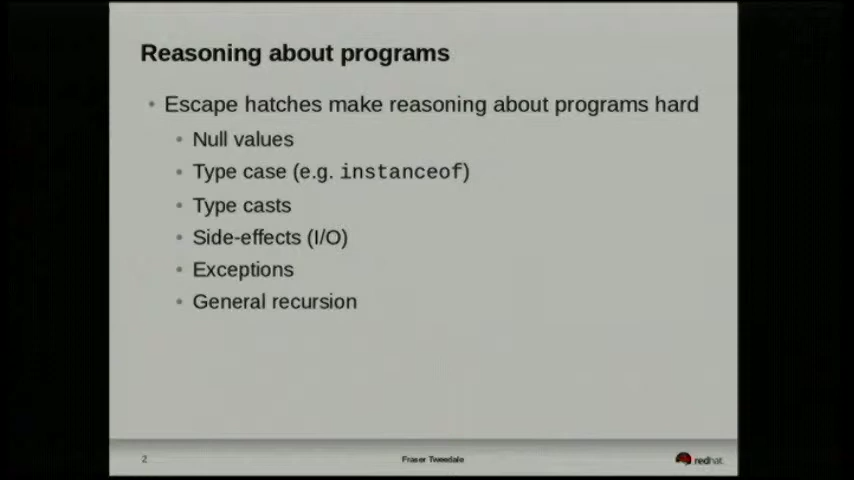 Reasoning about programs
• Escape hatches make reasoning about programs hard
• Null values
• Type case (e.g. instanceof)
• Type casts
• Side-effects (I/O)
• Exceptions
• General recursion
2
Fraser Tweedale
redhat.